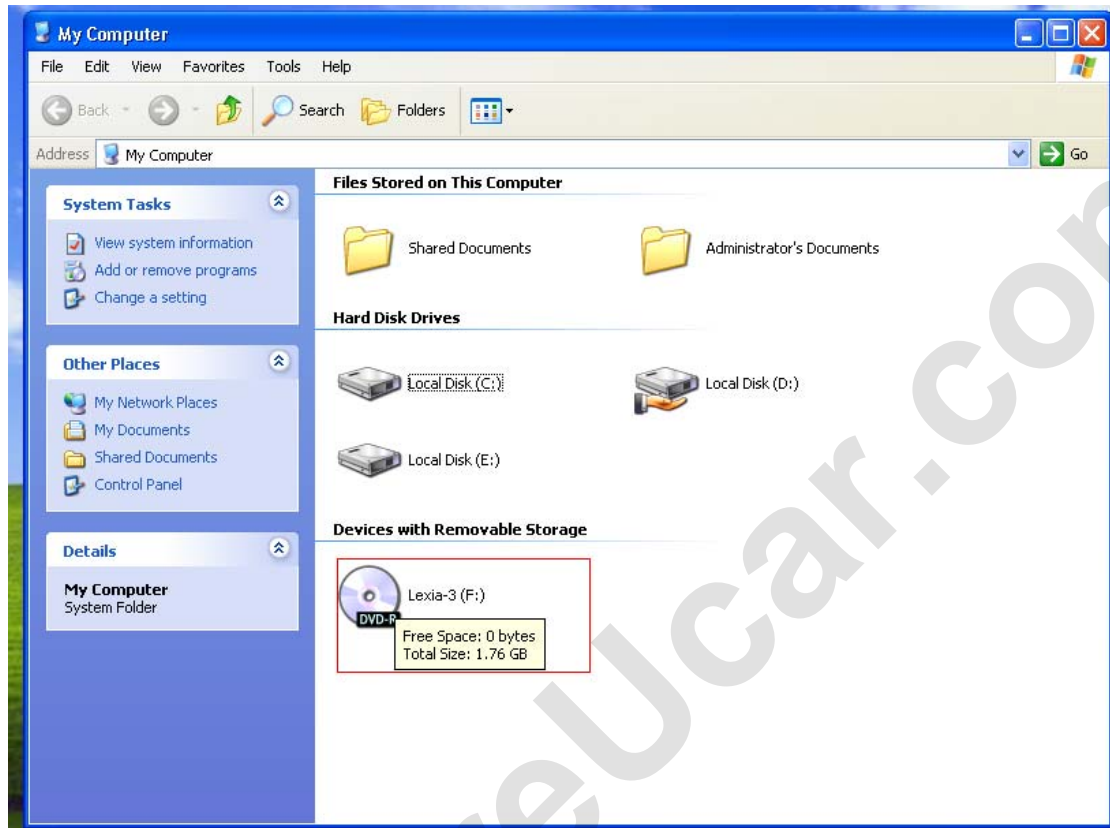 My Computer
File Edit View Favorites Tools Help
Back Search Folders
Address My Computer Go
System Tasks
View system information
Add or remove programs
Change a setting
Other Places
My Network Places
My Documents
Shared Documents
Control Panel
Details
My Computer
System Folder
Files Stored on This Computer
Shared Documents Administrator's Documents
Hard Disk Drives
Local Disk (C:) Local Disk (D:)
Local Disk (E:)
Devices with Removable Storage
Lexia-3 (F:)
DVD-R
Free Space: 0 bytes
Total Size: 1.76 GB
eUcar.co